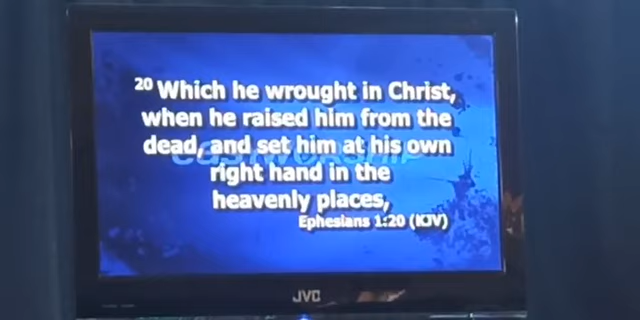 20 Which he wrought in Christ,
when he raised him from the
dead, and set him at his own
easyworship
right hand in the
heavenly places,
Ephesians 1:20 (KJV)
JVC